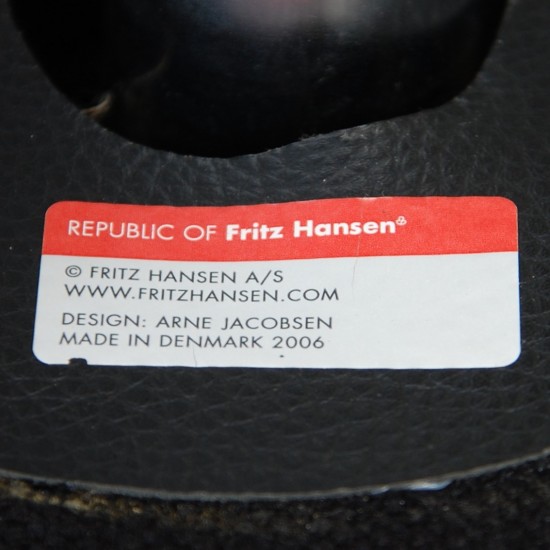 REPUBLIC OF Fritz Hansen
© FRITZ HANSEN A/S
WWW.FRITZHANSEN.COM
DESIGN: ARNE JACOBSEN
MADE IN DENMARK 2006